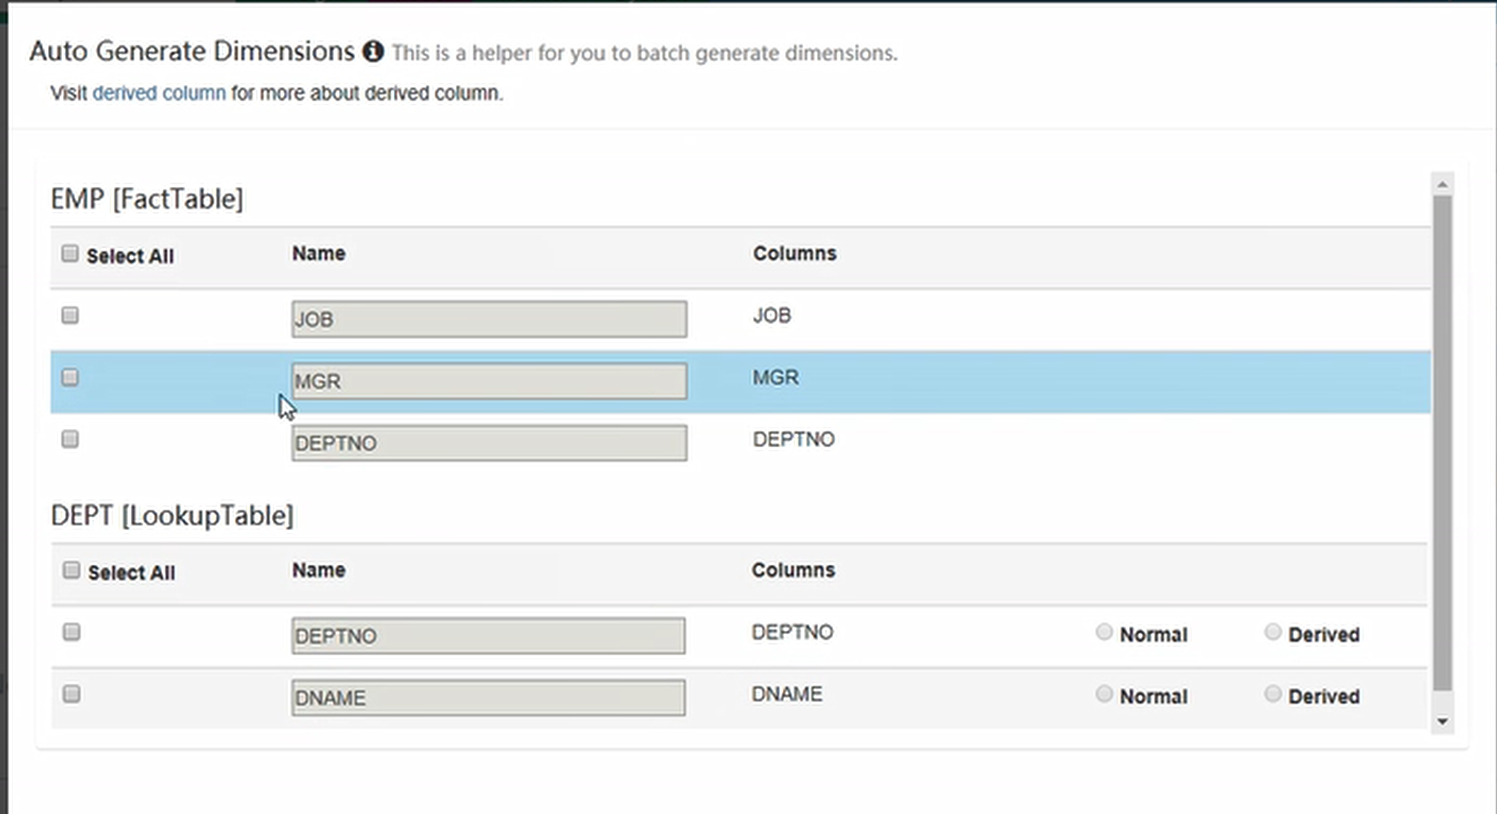 Auto Generate Dimensions This is a helper for you to batch generate dimensions.
Visit derived column for more about derived column.
EMP [FactTable]
Select All Name Columns
JOB JOB
MGR MGR
DEPTNO DEPTNO
DEPT [LookupTable]
Select All Name Columns
DEPTNO DEPTNO Normal Derived
DNAME DNAME Normal Derived